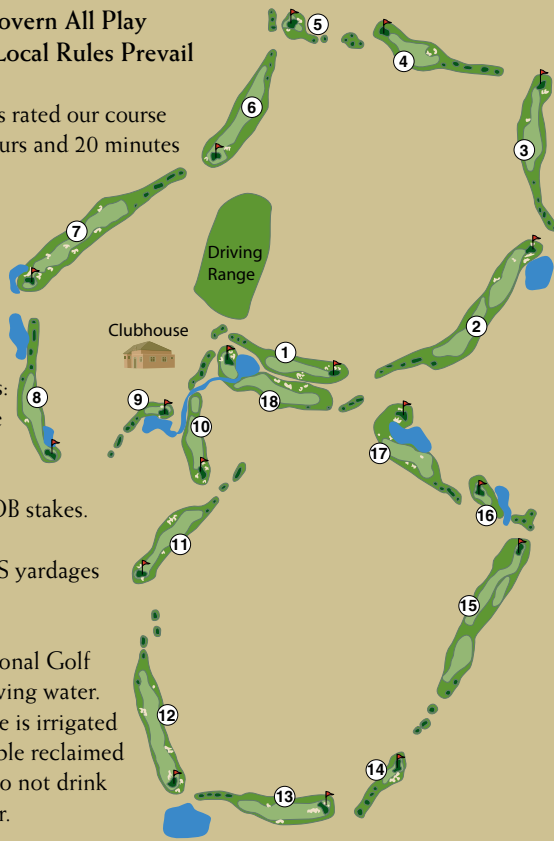 overn All Play
Local Rules Prevail
s rated our course
urs and 20 minutes
s:
e
OB stakes.
S yardages
onal Golf
ving water.
e is irrigated
ble reclaimed
o not drink
r.
5
4
6
3
7
Driving
Range
2
Clubhouse
1
8
9
18
10
17
16
11
15
12
14
13